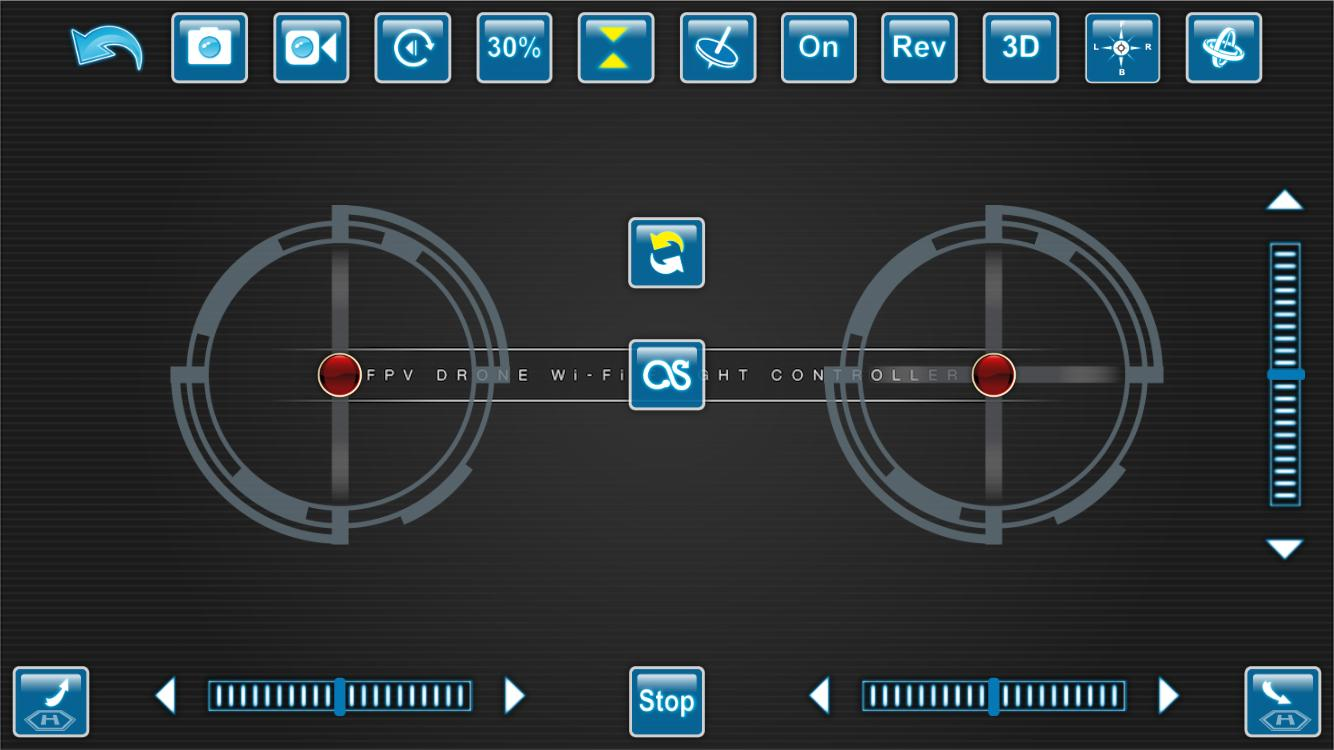 30%
On
Rev
3D
F
L R
B
FPV DRONE Wi-Fi GHT CONTROLLER
Stop
H
H